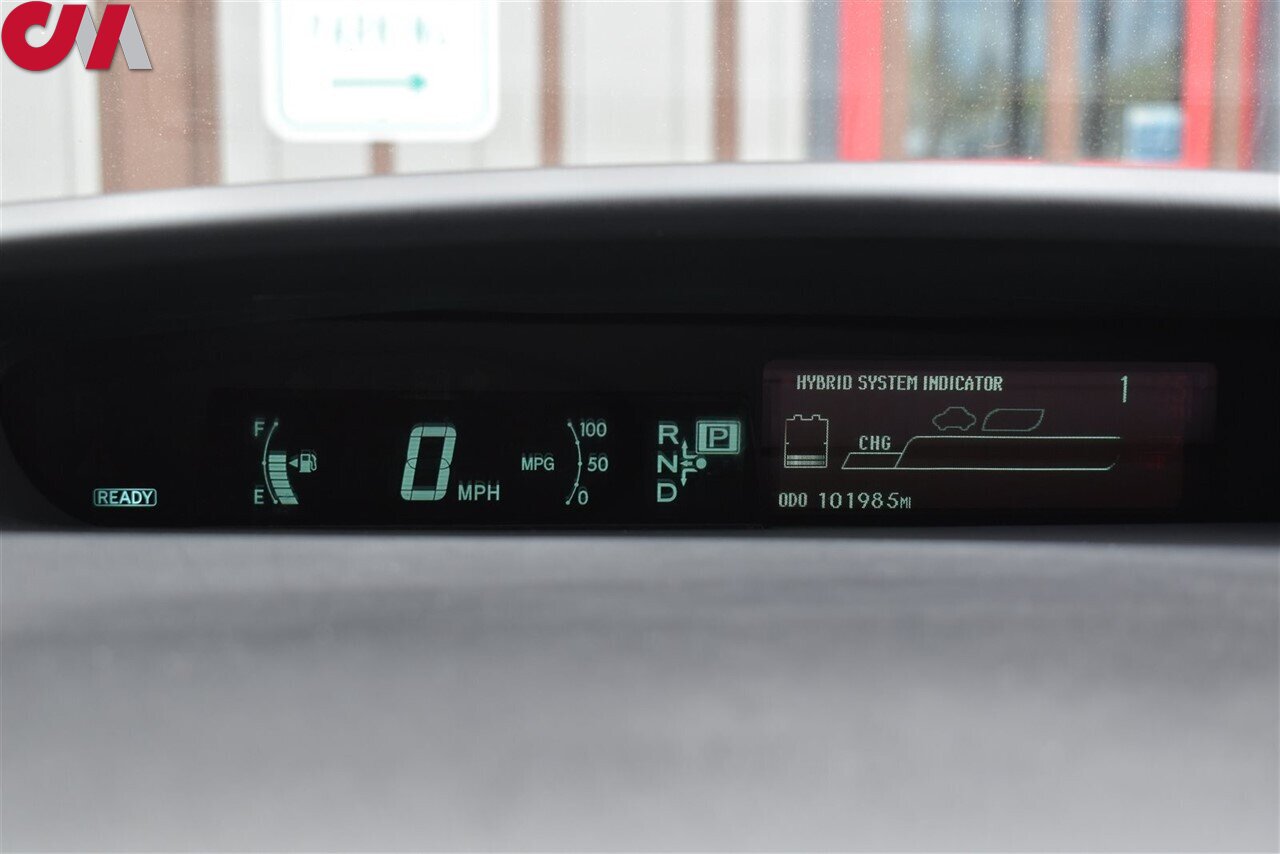 HYBRID SYSTEM INDICATOR 1
F
100
R
P
CHG
0
MPG
50
N
READY
E
MPH
0
D
ODO 101985MI